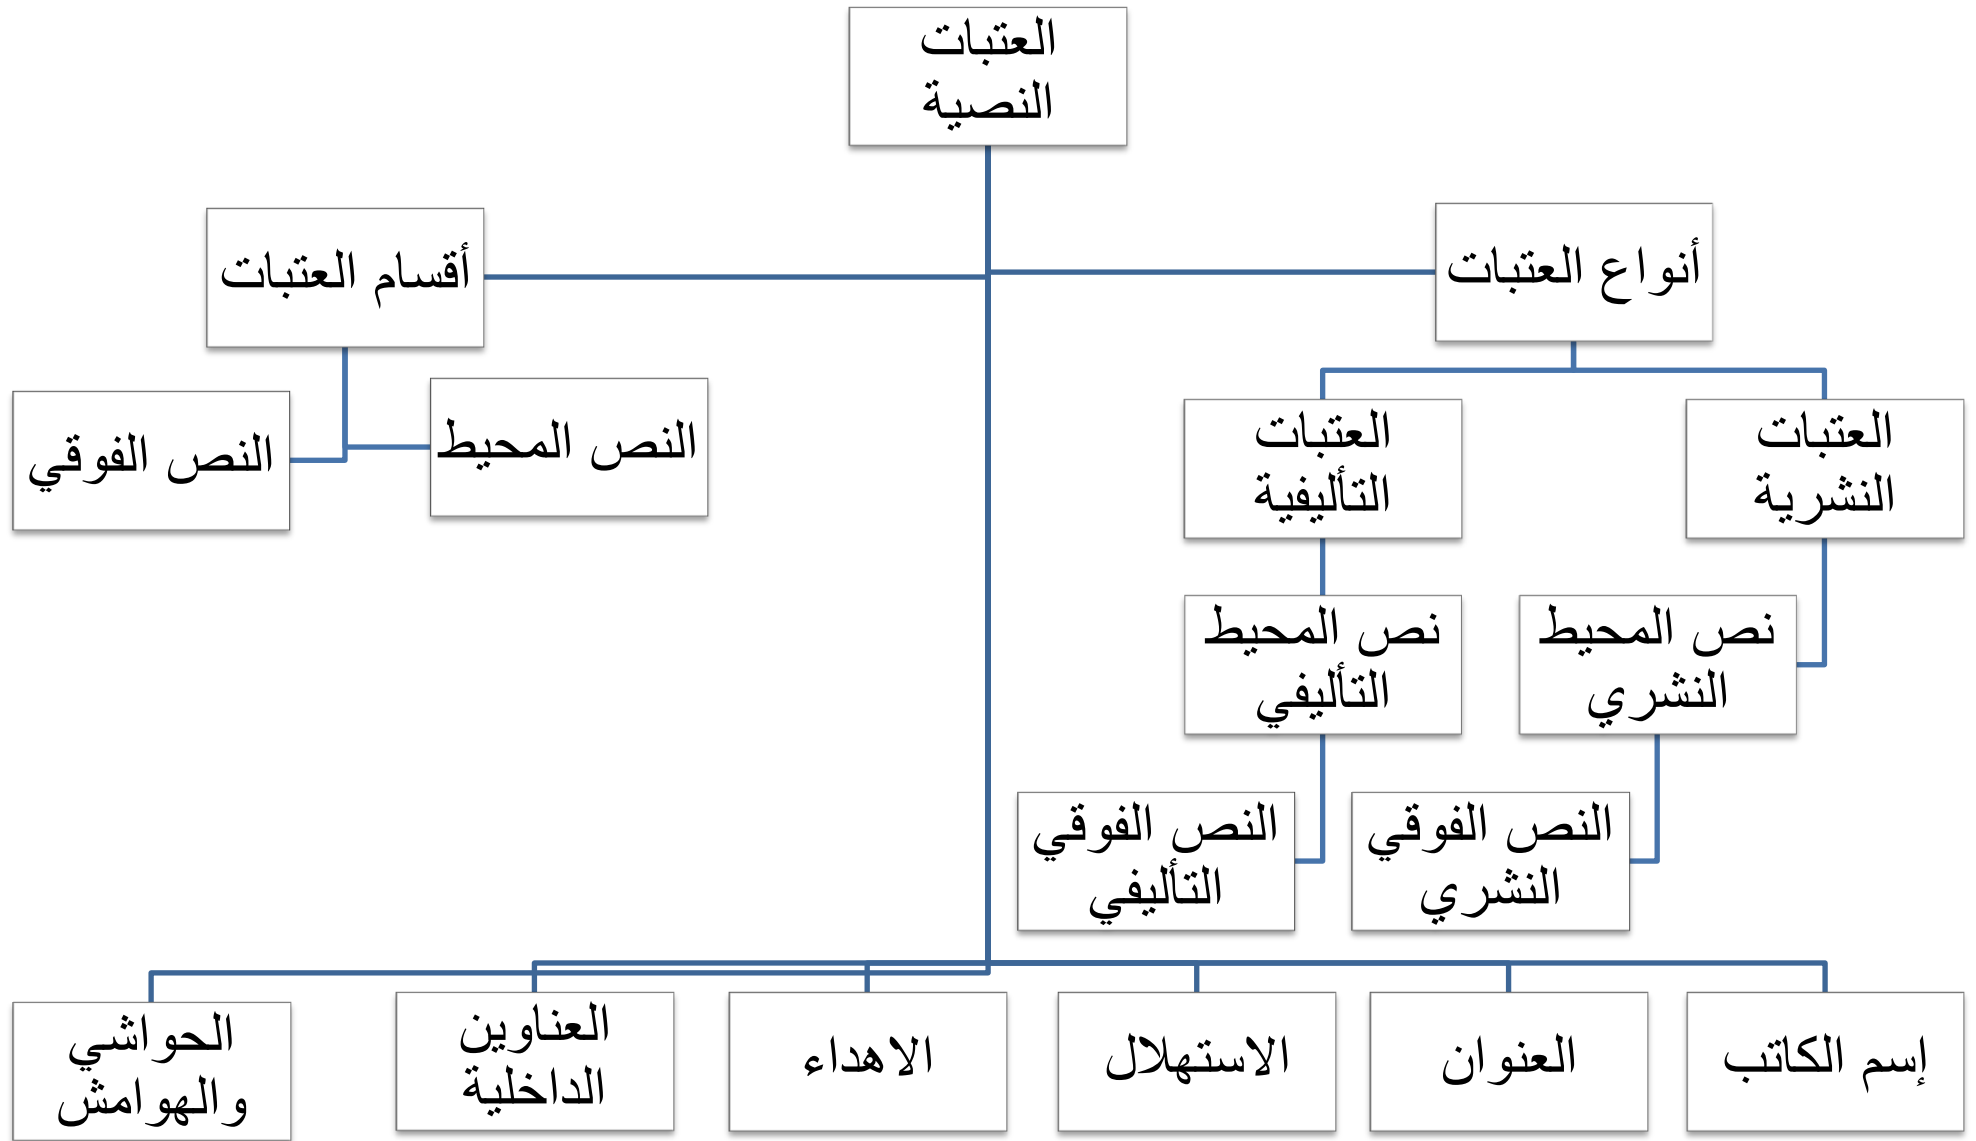 العتبات
النصية
أنواع العتبات
أقسام العتبات
العتبات
النشرية
العتبات
التأليفية
النص المحيط
النص الفوقي
نص المحيط
النشري
نص المحيط
التأليفي
النص الفوقي
النشري
النص الفوقي
التأليفي
إسم الكاتب
العنوان
الاستهلال
الاهداء
العناوين
الداخلية
الحواشي
والهوامش